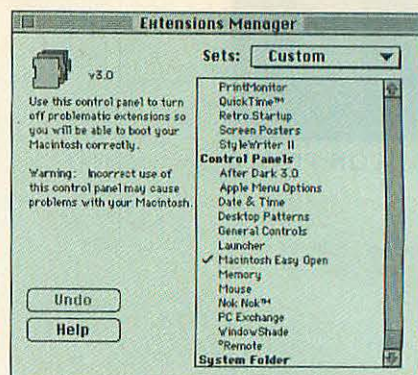 Extensions Manager
v3.0
Use this control panel to turn
off problematic extensions so
you will be able to boot your
Macintosh correctly.
Warning: Incorrect use of
this control panel may cause
problems with your Macintosh.
Undo
Help
Sets: Custom
PrintMonitor
QuickTime™
Retro.Startup
Screen Posters
StyleWriter II
Control Panels
After Dark 3.0
Apple Menu Options
Date & Time
Desktop Patterns
General Controls
Launcher
✓ Macintosh Easy Open
Memory
Mouse
Nok Nok™
PC Exchange
WindowShade
°Remote
System Folder